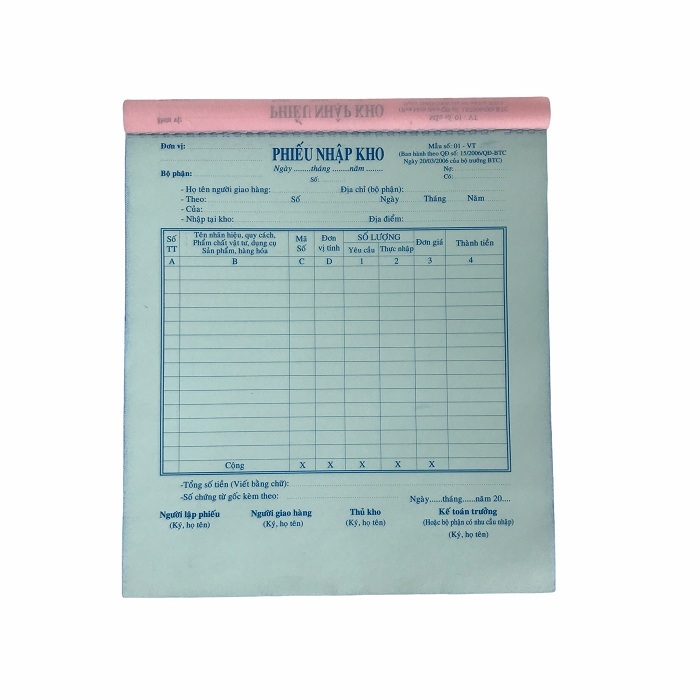 PHIẾU NHẬP KHO
Đơn vị:
Mẫu số 01 - VT
Đơn vị:
PHIẾU NHẬP KHO
Mẫu số: 01 - VT
(Ban hành theo QĐ số: 15/2006/QĐ-BTC
Ngày 20/03/2006 của bộ trưởng BTC)
Ngày ........tháng ........năm ........
Bộ phận:
Số:
Nợ:
Có:
- Họ tên người giao hàng: Địa chỉ (bộ phận):
- Theo: Số Ngày Tháng Năm
- Của:
- Nhập tại kho: Địa điểm:
Số TT Tên nhãn hiệu, quy cách, Phẩm chất vật tư, dụng cụ Sản phẩm, hàng hóa Mã Số Đơn vị tính SỐ LƯỢNG Yêu cầu Thực nhập Đơn giá Thành tiền
A B C D 1 2 3 4
Cộng X X X X X
-Tổng số tiền (Viết bằng chữ):
-Số chứng từ gốc kèm theo:
Ngày......tháng......năm 20....
Người lập phiếu Người giao hàng Thủ kho Kế toán trưởng
(Ký, họ tên) (Ký, họ tên) (Ký, họ tên) (Hoặc bộ phận có nhu cầu nhập)
(Ký, họ tên)